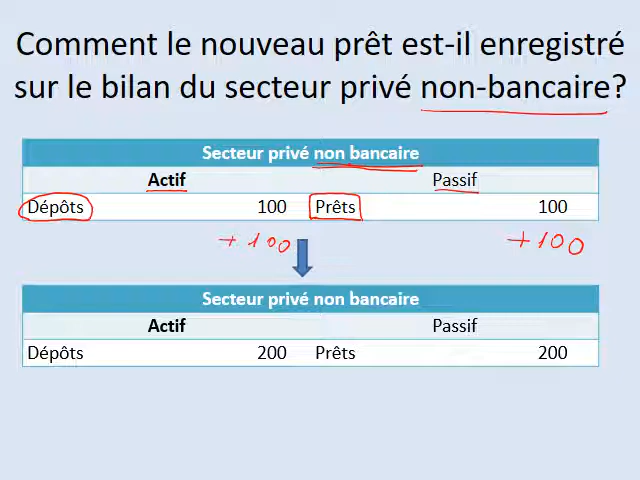 Comment le nouveau prêt est-il enregistré
sur le bilan du secteur privé non-bancaire?
Secteur privé non bancaire
Actif Passif
Dépôts 100 Prêts 100
+ 100 + 100
Secteur privé non bancaire
Actif Passif
Dépôts 200 Prêts 200